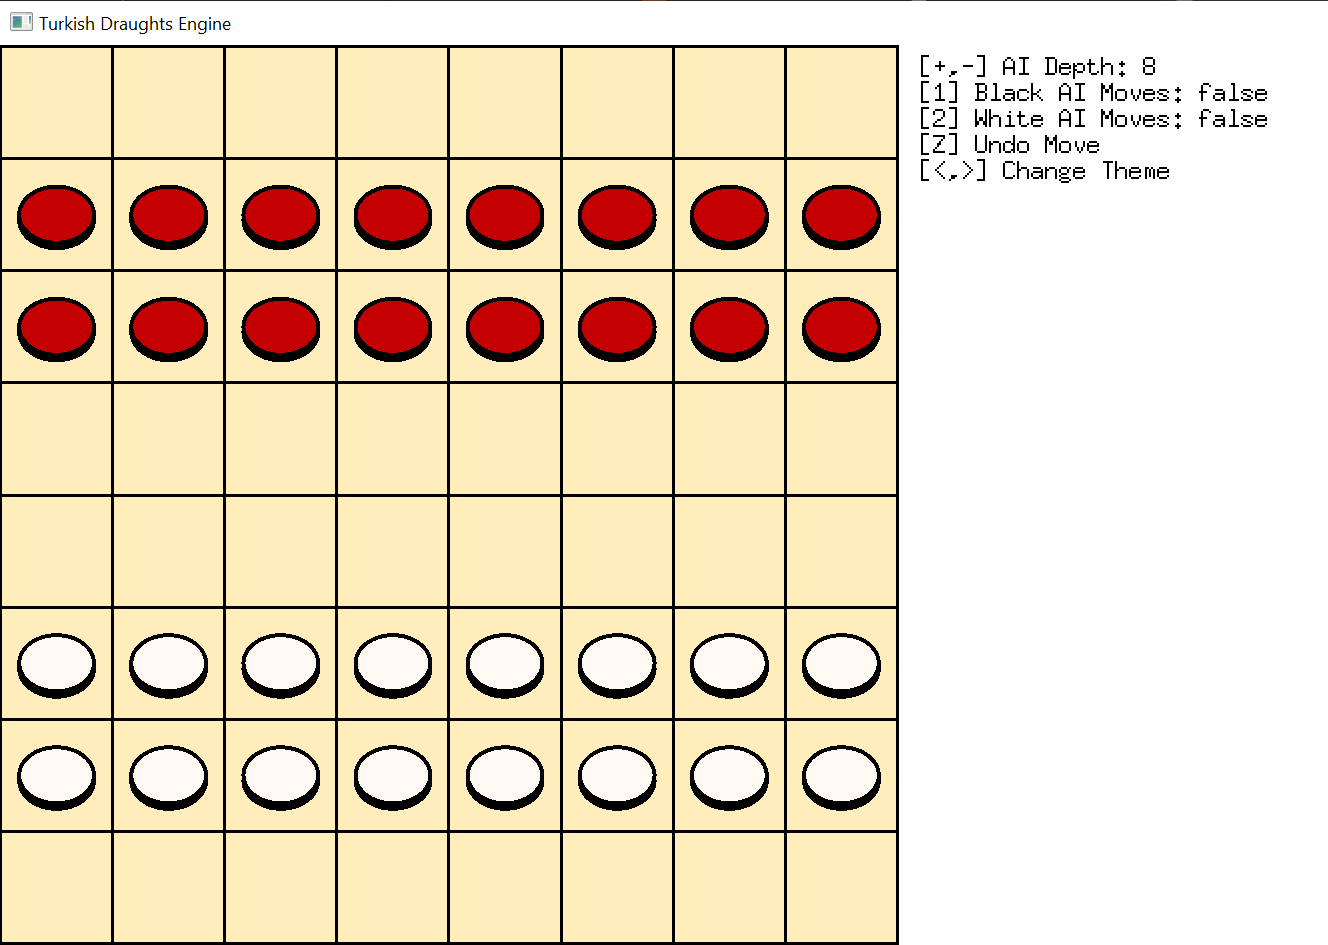 Turkish Draughts Engine
[+,-] AI Depth: 8
[1] Black AI Moves: false
[2] White AI Moves: false
[Z] Undo Move
[<,>] Change Theme